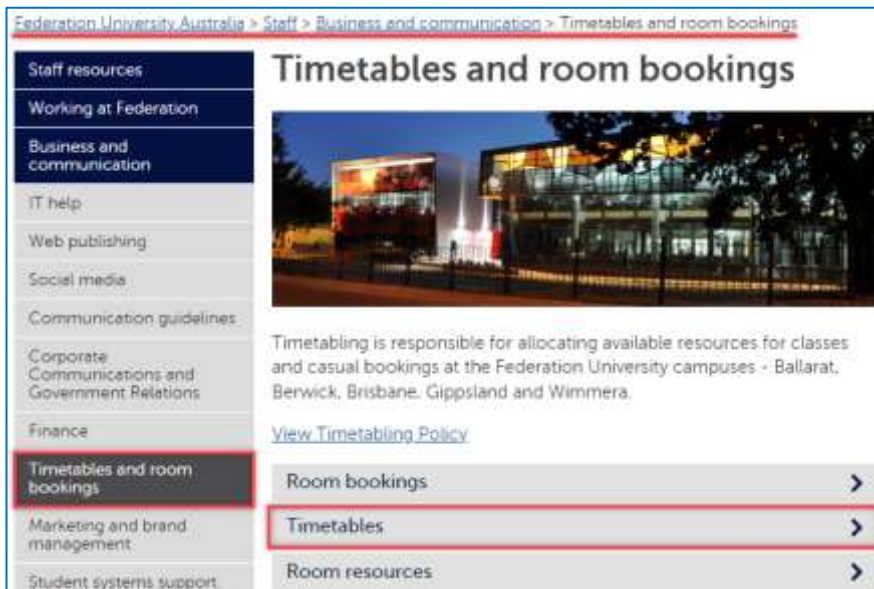 Federation University Australia > Staff > Business and communication > Timetables and room bookings
Staff resources
Working at Federation
Business and
communication
IT help
Web publishing
Social media
Communication guidelines
Corporate
Communications and
Government Relations
Finance
Timetables and room
bookings
Marketing and brand
management
Student systems support
Timetables and room bookings
Timetabling is responsible for allocating available resources for classes
and casual bookings at the Federation University campuses - Ballarat,
Berwick, Brisbane, Gippsland and Wimmera.
View Timetabling Policy
Room bookings
Timetables
Room resources